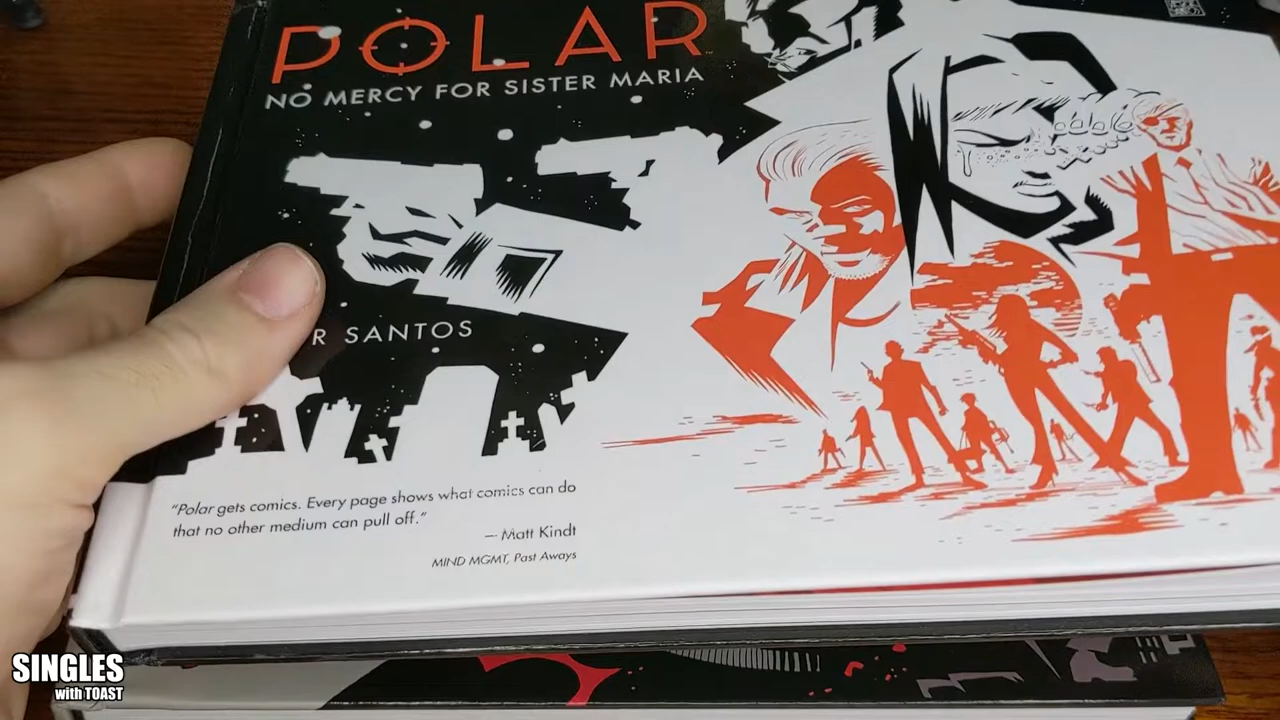 POLAR
NO MERCY FOR SISTER MARIA
R SANTOS
"Polar gets comics. Every page shows what comics can do
that no other medium can pull off."
— Matt Kindt
MIND MGMT, Past Aways
SINGLES
with TOAST